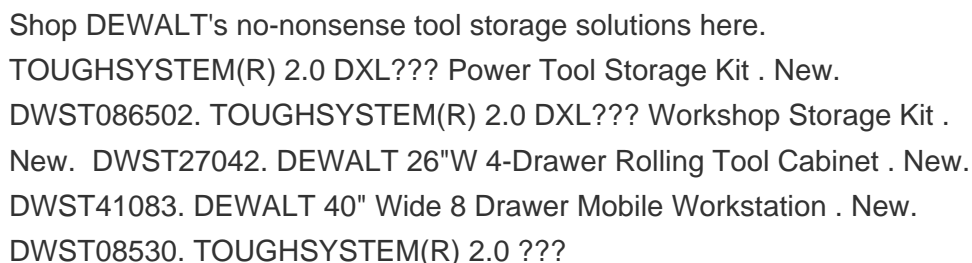 Shop DEWALT's no-nonsense tool storage solutions here.
TOUGHSYSTEM(R) 2.0 DXL??? Power Tool Storage Kit . New.
DWST086502. TOUGHSYSTEM(R) 2.0 DXL??? Workshop Storage Kit .
New.  DWST27042. DEWALT 26"W 4-Drawer Rolling Tool Cabinet . New.
DWST41083. DEWALT 40" Wide 8 Drawer Mobile Workstation . New.
DWST08530. TOUGHSYSTEM(R) 2.0 ???